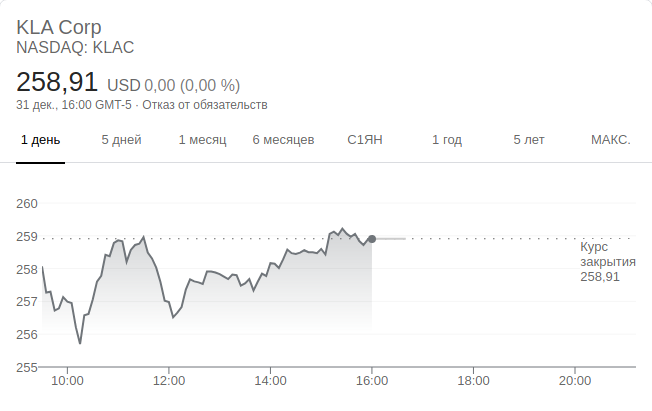 KLA Corp
NASDAQ: KLAC
258,91 USD 0,00 (0,00 %)
31 дек., 16:00 GMT-5 · Отказ от обязательств
1 день 5 дней 1 месяц 6 месяцев С1ЯН 1 год 5 лет МАКС.
260
259
258
257
256
255
Курс
закрытия
258,91
10:00 12:00 14:00 16:00 18:00 20:00